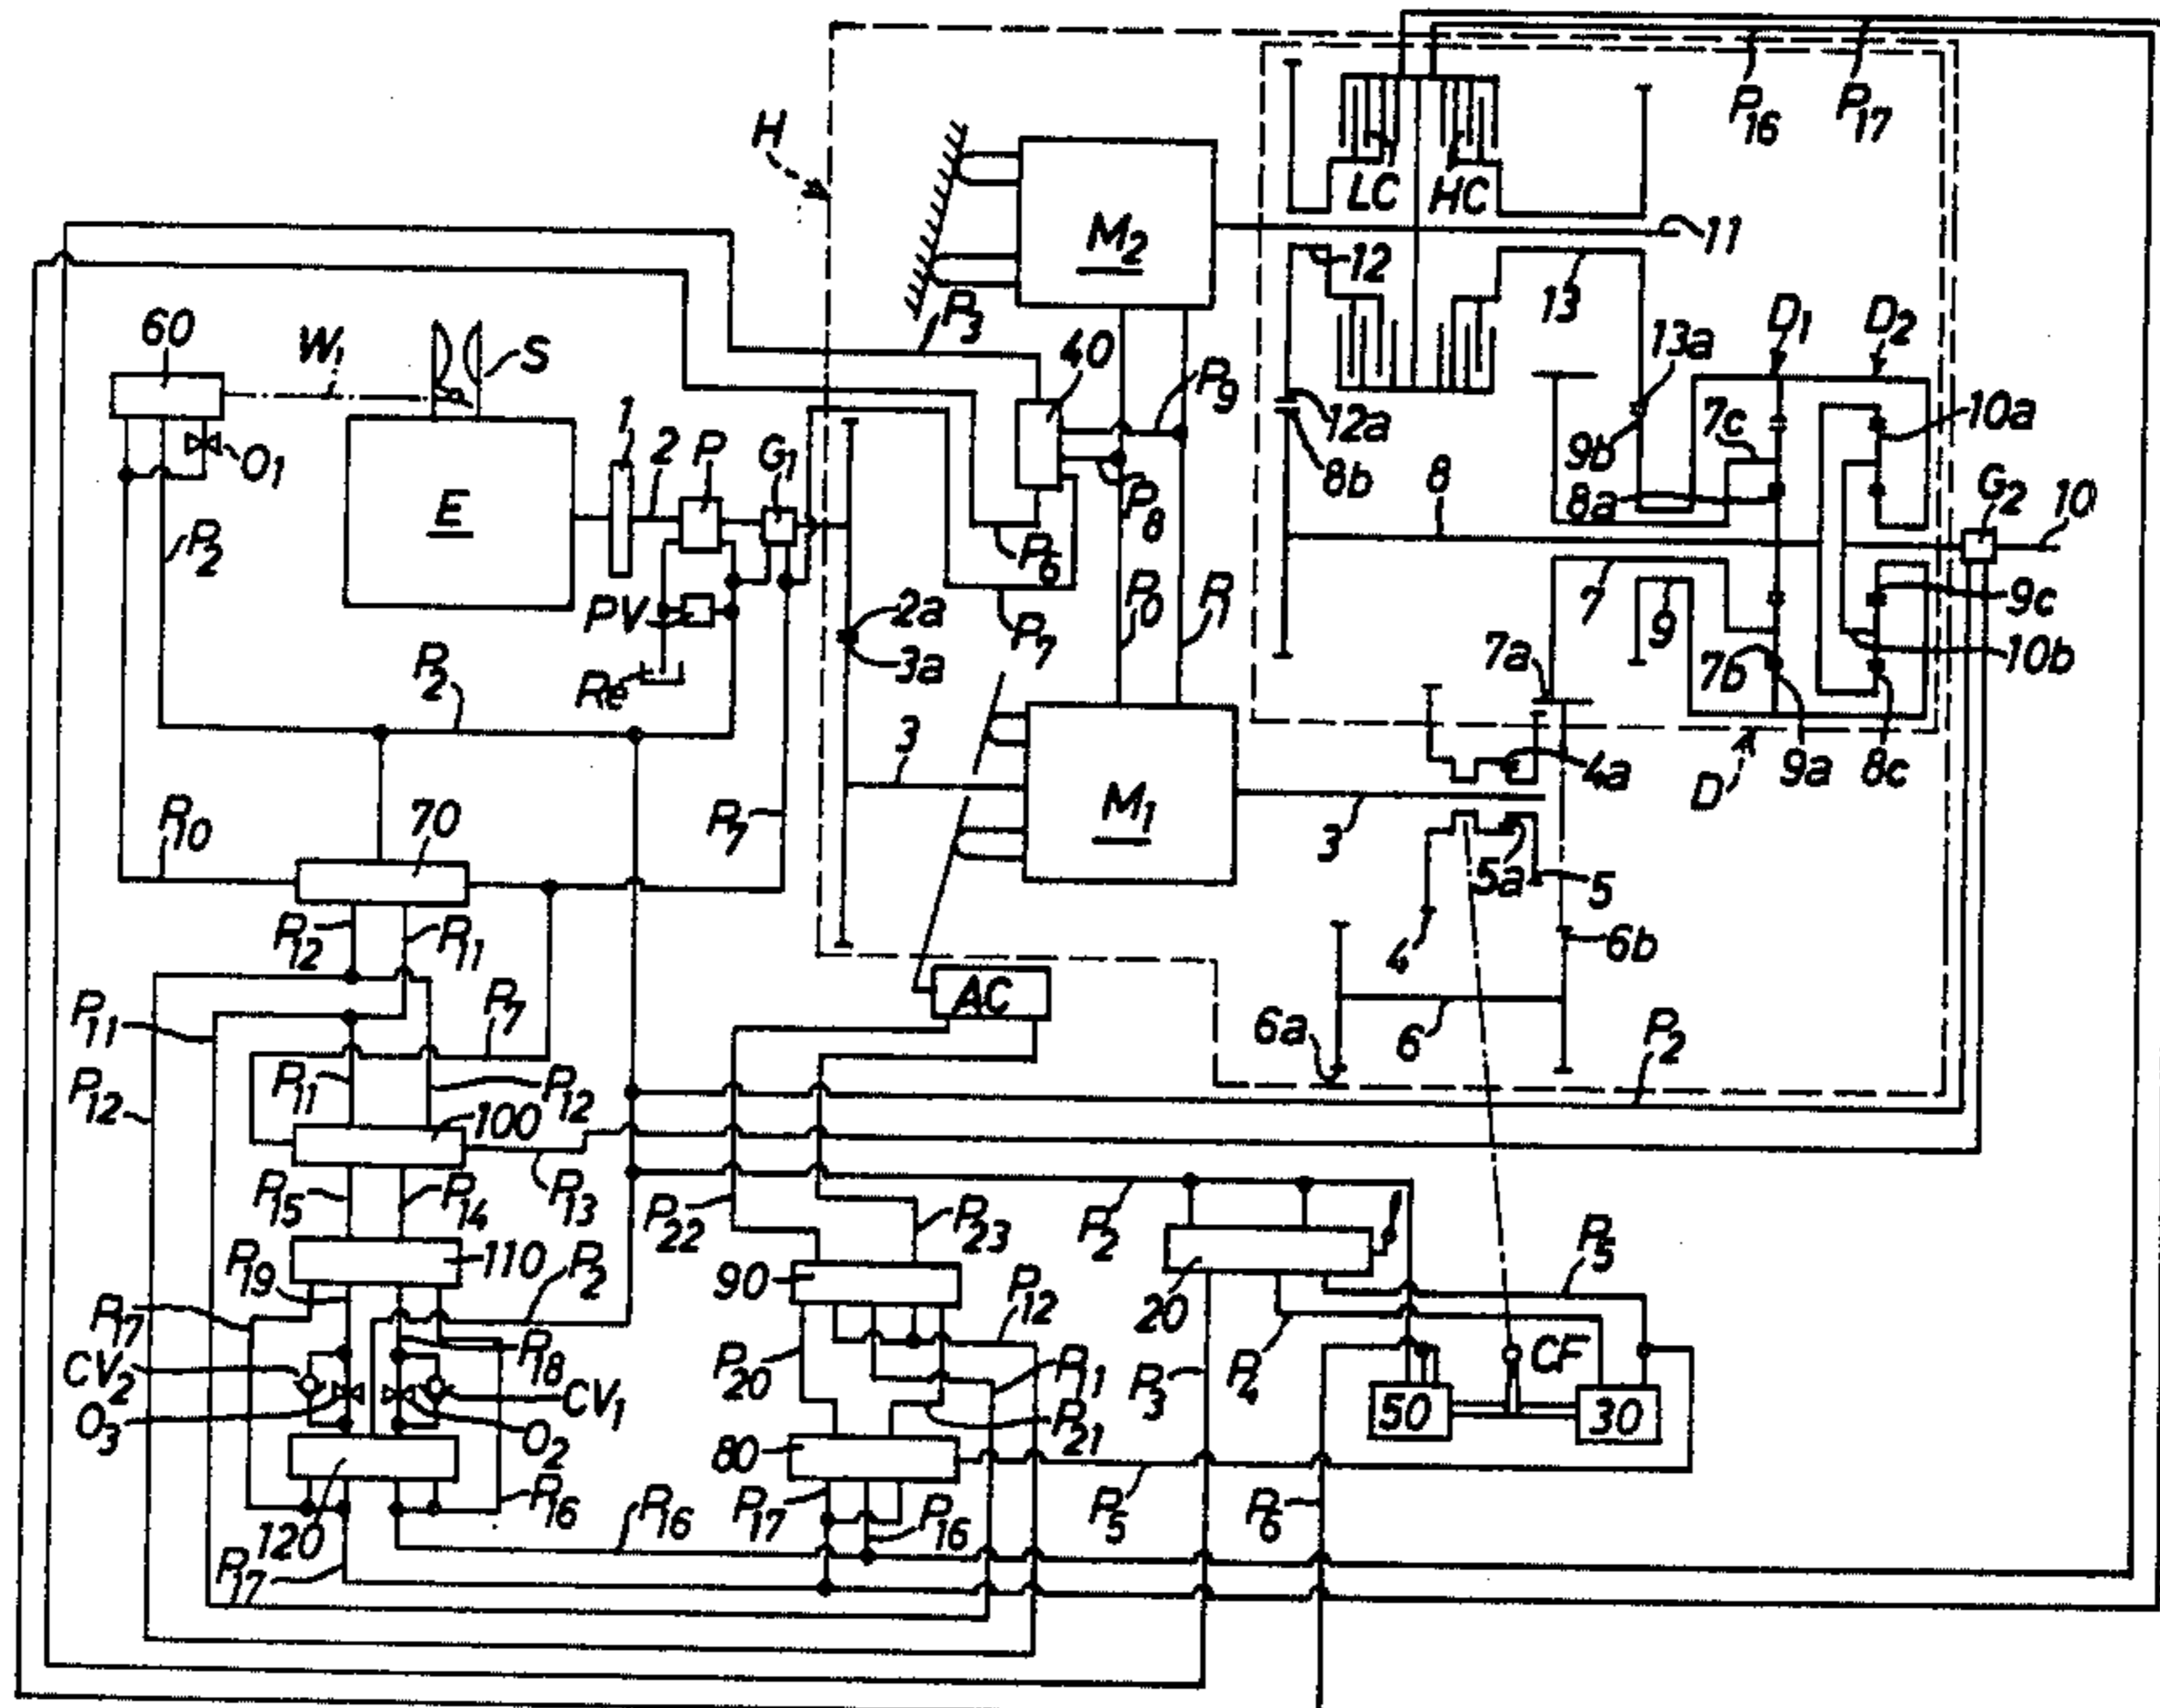 H
P16
P17
LC
HC
M2
11
12
13
P3
60
W1
S
40
D1
D2
13a
1
2
P
G1
P9
12a
8b
9b
7c
10a
O1
E
8
8a
G2
10
P2
P8
P6
PV
2a
3a
P7
P0
P1
7
9
9c
7a
7b
10b
Re
P2
3
4a
9a
8c
D
M1
P10
70
P7
3
5a
5
P12
P11
4
6b
AC
P11
P7
6a
6
P2
P12
P11
P12
100
P15
P14
P13
P22
P23
P2
P5
P19
110
P2
90
20
P17
P12
CV2
P18
P20
P11
P3
P4
CF
O3
O2
CV1
P21
50
30
80
P16
P17
P16
P5
P6
120
P16
P17